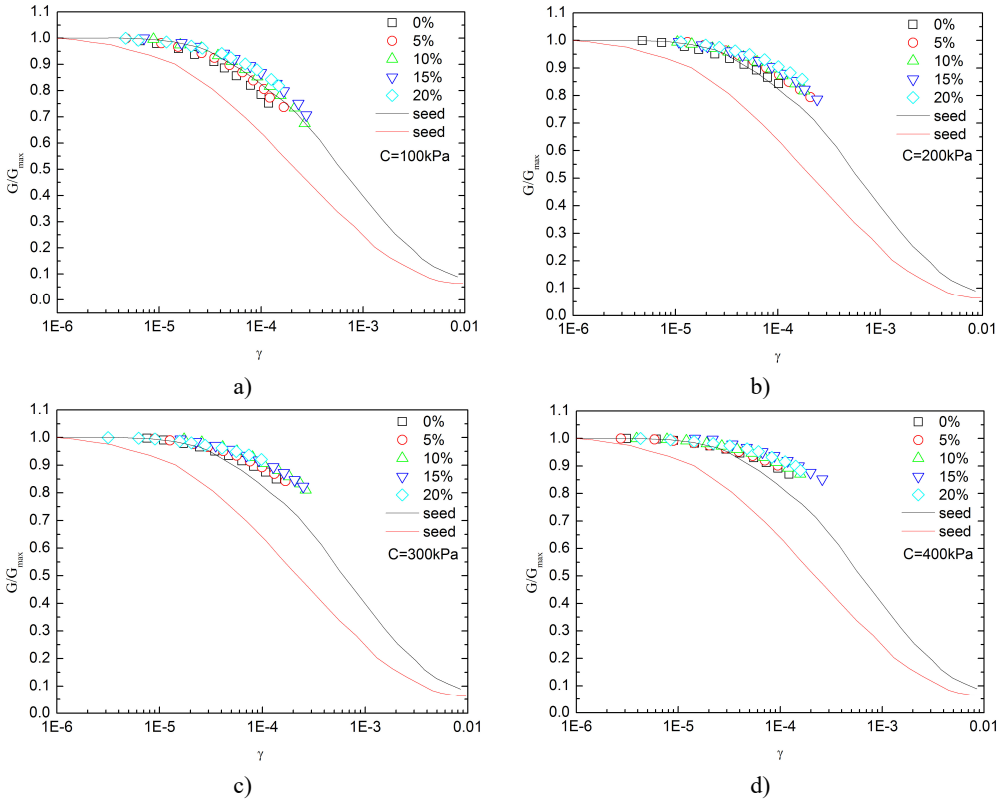 1.1
1.0
0.9
0.8
0.7
0.6
0.5
0.4
0.3
0.2
0.1
0.0
G/Gmax
0%
5%
10%
15%
20%
seed
seed
C=100kPa
1E-6 1E-5 1E-4 1E-3 0.01
γ
a)
1.1
1.0
0.9
0.8
0.7
0.6
0.5
0.4
0.3
0.2
0.1
0.0
G/Gmax
0%
5%
10%
15%
20%
seed
seed
C=200kPa
1E-6 1E-5 1E-4 1E-3 0.01
γ
b)
1.1
1.0
0.9
0.8
0.7
0.6
0.5
0.4
0.3
0.2
0.1
0.0
G/Gmax
0%
5%
10%
15%
20%
seed
seed
C=300kPa
1E-6 1E-5 1E-4 1E-3 0.01
γ
c)
1.1
1.0
0.9
0.8
0.7
0.6
0.5
0.4
0.3
0.2
0.1
0.0
G/Gmax
0%
5%
10%
15%
20%
seed
seed
C=400kPa
1E-6 1E-5 1E-4 1E-3 0.01
γ
d)